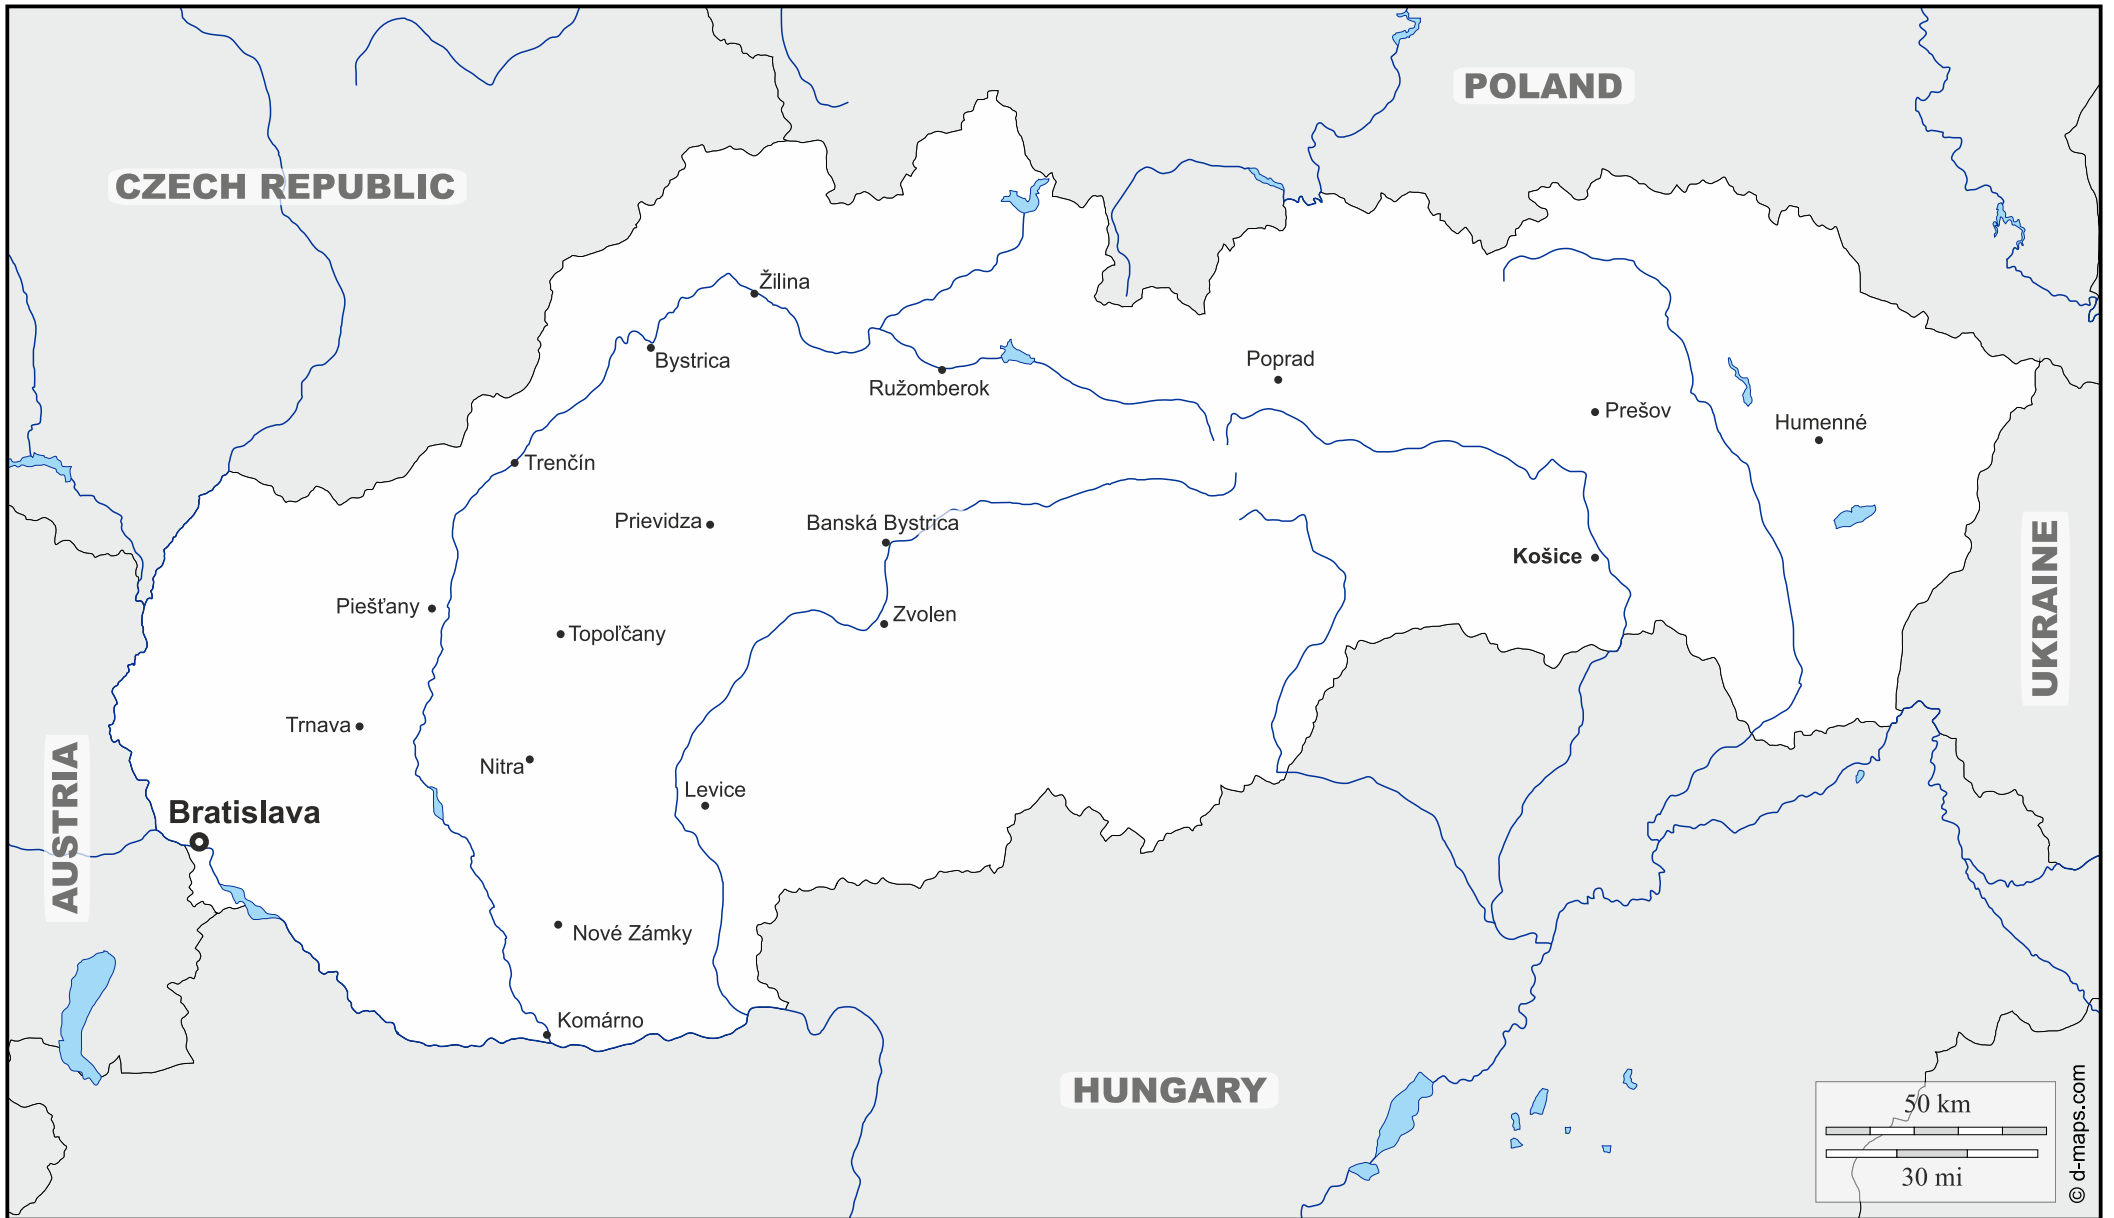 POLAND
CZECH REPUBLIC
Žilina
Bystrica
Poprad
Ružomberok
Prešov
Humenné
Trenčín
Prievidza
Banská Bystrica
Košice
UKRAINE
Piešťany
Zvolen
Topoľčany
Trnava
Nitra
Levice
AUSTRIA
Bratislava
Nové Zámky
Komárno
HUNGARY
50 km
30 mi
© d-maps.com